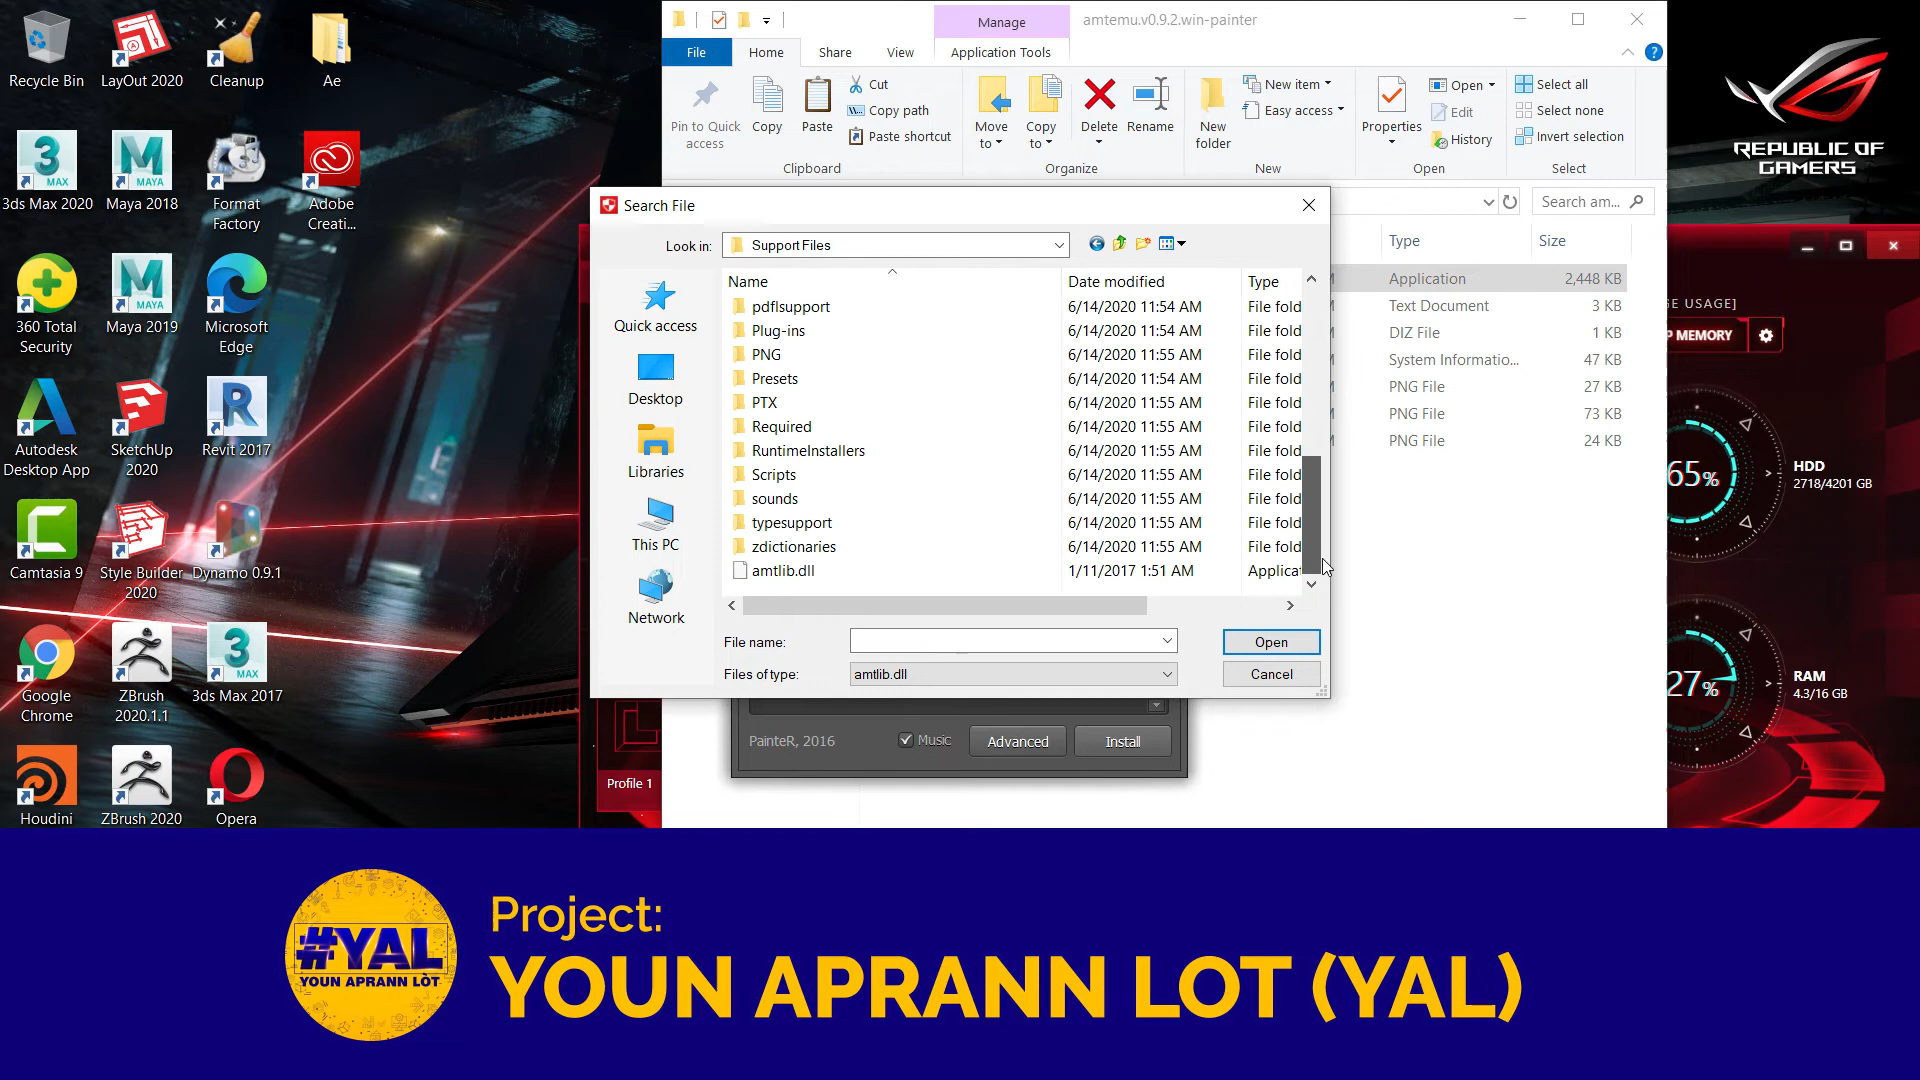 Recycle Bin
LayOut 2020
Cleanup
Ae
3ds Max 2020
Maya 2018
Format
Factory
Adobe
Creati...
360 Total
Security
Maya 2019
Microsoft
Edge
Autodesk
Desktop App
SketchUp
2020
Revit 2017
Camtasia 9
Style Builder
2020
Dynamo 0.9.1
Google
Chrome
ZBrush
2020.1.1
3ds Max 2017
Houdini
ZBrush 2020
Opera
Manage
amtemu.v0.9.2.win-painter
File
Home
Share
View
Application Tools
Pin to Quick
access
Copy
Paste
Cut
Copy path
Paste shortcut
Clipboard
Move
to
Copy
to
Delete
Rename
Organize
New
folder
New item
Easy access
New
Properties
Open
Edit
History
Open
Select all
Select none
Invert selection
Select
Search am...
Type
Size
Application 2,448 KB
Text Document 3 KB
DIZ File 1 KB
System Informatio... 47 KB
PNG File 27 KB
PNG File 73 KB
PNG File 24 KB
Search File
Look in: Support Files
Quick access
Desktop
Libraries
This PC
Network
Name Date modified Type
pdflsupport 6/14/2020 11:54 AM File fold
Plug-ins 6/14/2020 11:54 AM File fold
PNG 6/14/2020 11:55 AM File fold
Presets 6/14/2020 11:54 AM File fold
PTX 6/14/2020 11:55 AM File fold
Required 6/14/2020 11:55 AM File fold
RuntimeInstallers 6/14/2020 11:55 AM File fold
Scripts 6/14/2020 11:55 AM File fold
sounds 6/14/2020 11:55 AM File fold
typesupport 6/14/2020 11:55 AM File fold
zdictionaries 6/14/2020 11:55 AM File fold
amtlib.dll 1/11/2017 1:51 AM Applicat
File name:
Open
Files of type: amtlib.dll
Cancel
PainteR, 2016
Music
Advanced
Install
Profile 1
REPUBLIC OF
GAMERS
USAGE]
MEMORY
65%
HDD
2718/4201 GB
27%
RAM
4.3/16 GB
#YAL
YOUN APRANN LÒT
Project:
YOUN APRANN LOT (YAL)